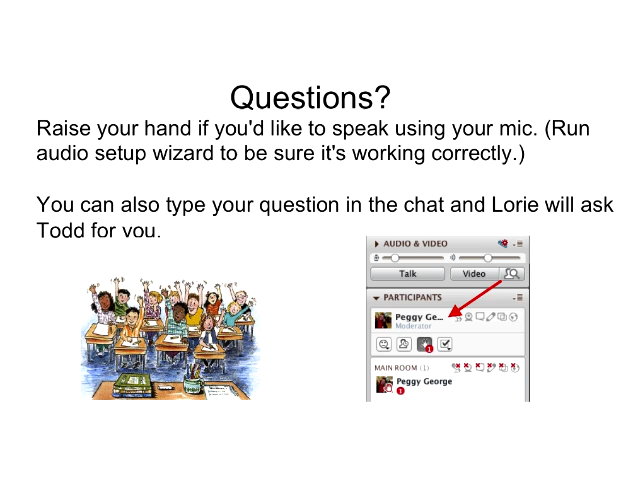 Questions?
Raise your hand if you'd like to speak using your mic. (Run
audio setup wizard to be sure it's working correctly.)
You can also type your question in the chat and Lorie will ask
Todd for you.
AUDIO & VIDEO
Talk Video
PARTICIPANTS
Peggy Ge...
Moderator
1
MAIN ROOM (1)
Peggy George
1